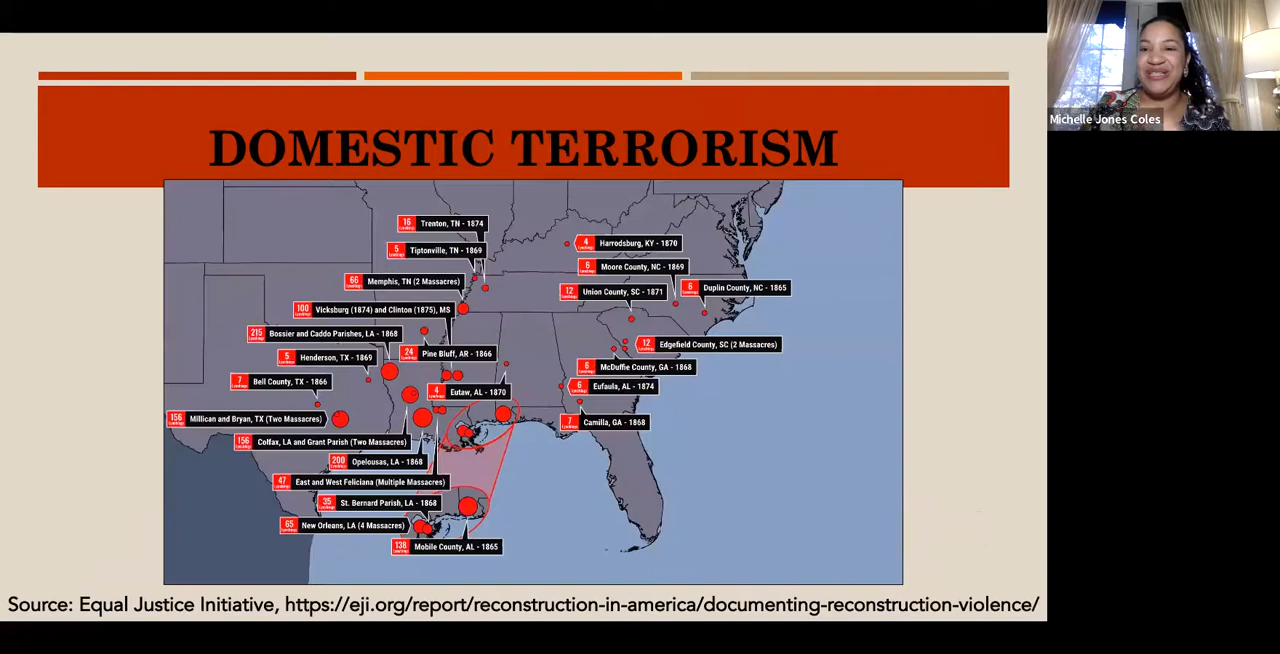 DOMESTIC TERRORISM
Michelle Jones Coles
16 Trenton, TN - 1874
5 Tiptonville, TN - 1869
66 Memphis, TN (2 Massacres)
100 Vicksburg (1874) and Clinton (1875), MS
215 Bossier and Caddo Parishes, LA - 1868
24 Pine Bluff, AR - 1866
5 Henderson, TX - 1869
7 Bell County, TX - 1866
4 Eutaw, AL - 1870
156 Millican and Bryan, TX (Two Massacres)
156 Colfax, LA and Grant Parish (Two Massacres)
200 Opelousas, LA - 1868
47 East and West Feliciana (Multiple Massacres)
35 St. Bernard Parish, LA - 1868
65 New Orleans, LA (4 Massacres)
138 Mobile County, AL - 1865
4 Harrodsburg, KY - 1870
6 Moore County, NC - 1869
12 Union County, SC - 1871
6 Duplin County, NC - 1865
12 Edgefield County, SC (2 Massacres)
6 McDuffie County, GA - 1868
6 Eufaula, AL - 1874
7 Camilla, GA - 1868
Source: Equal Justice Initiative, https://eji.org/report/reconstruction-in-america/documenting-reconstruction-violence/